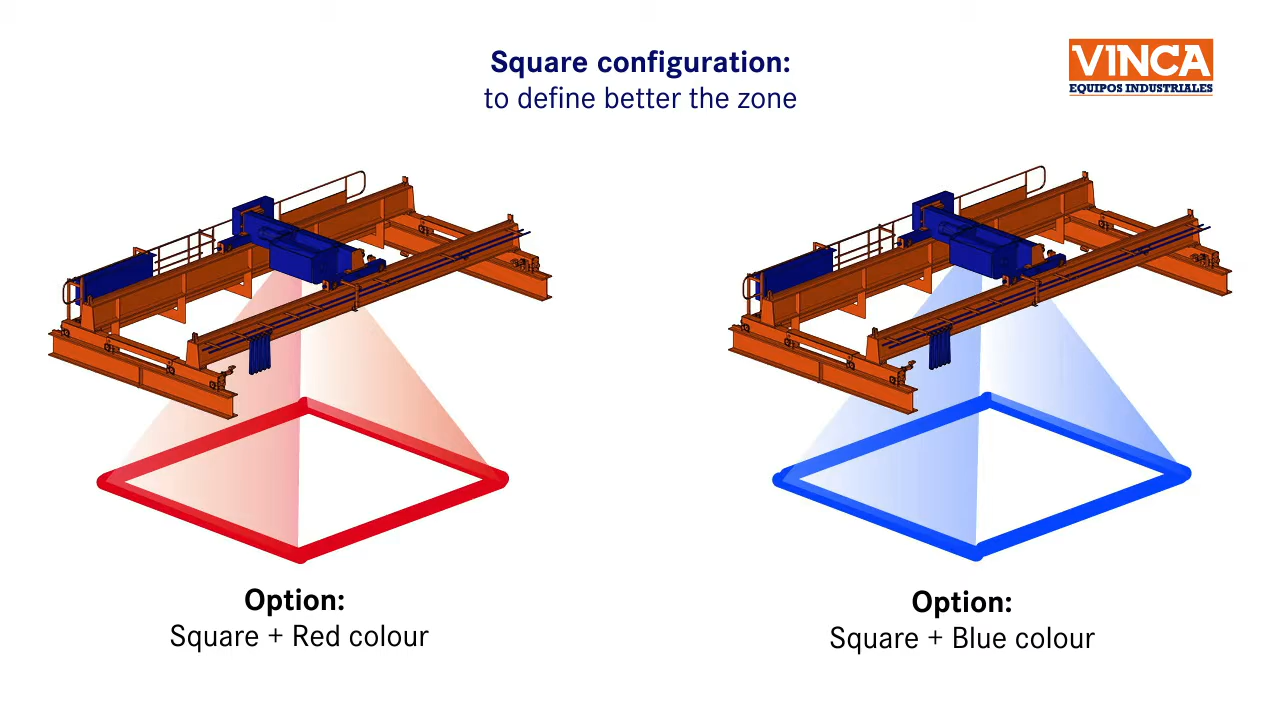 Square configuration:
to define better the zone
VINCA
EQUIPOS INDUSTRIALES
Option:
Square + Red colour
Option:
Square + Blue colour